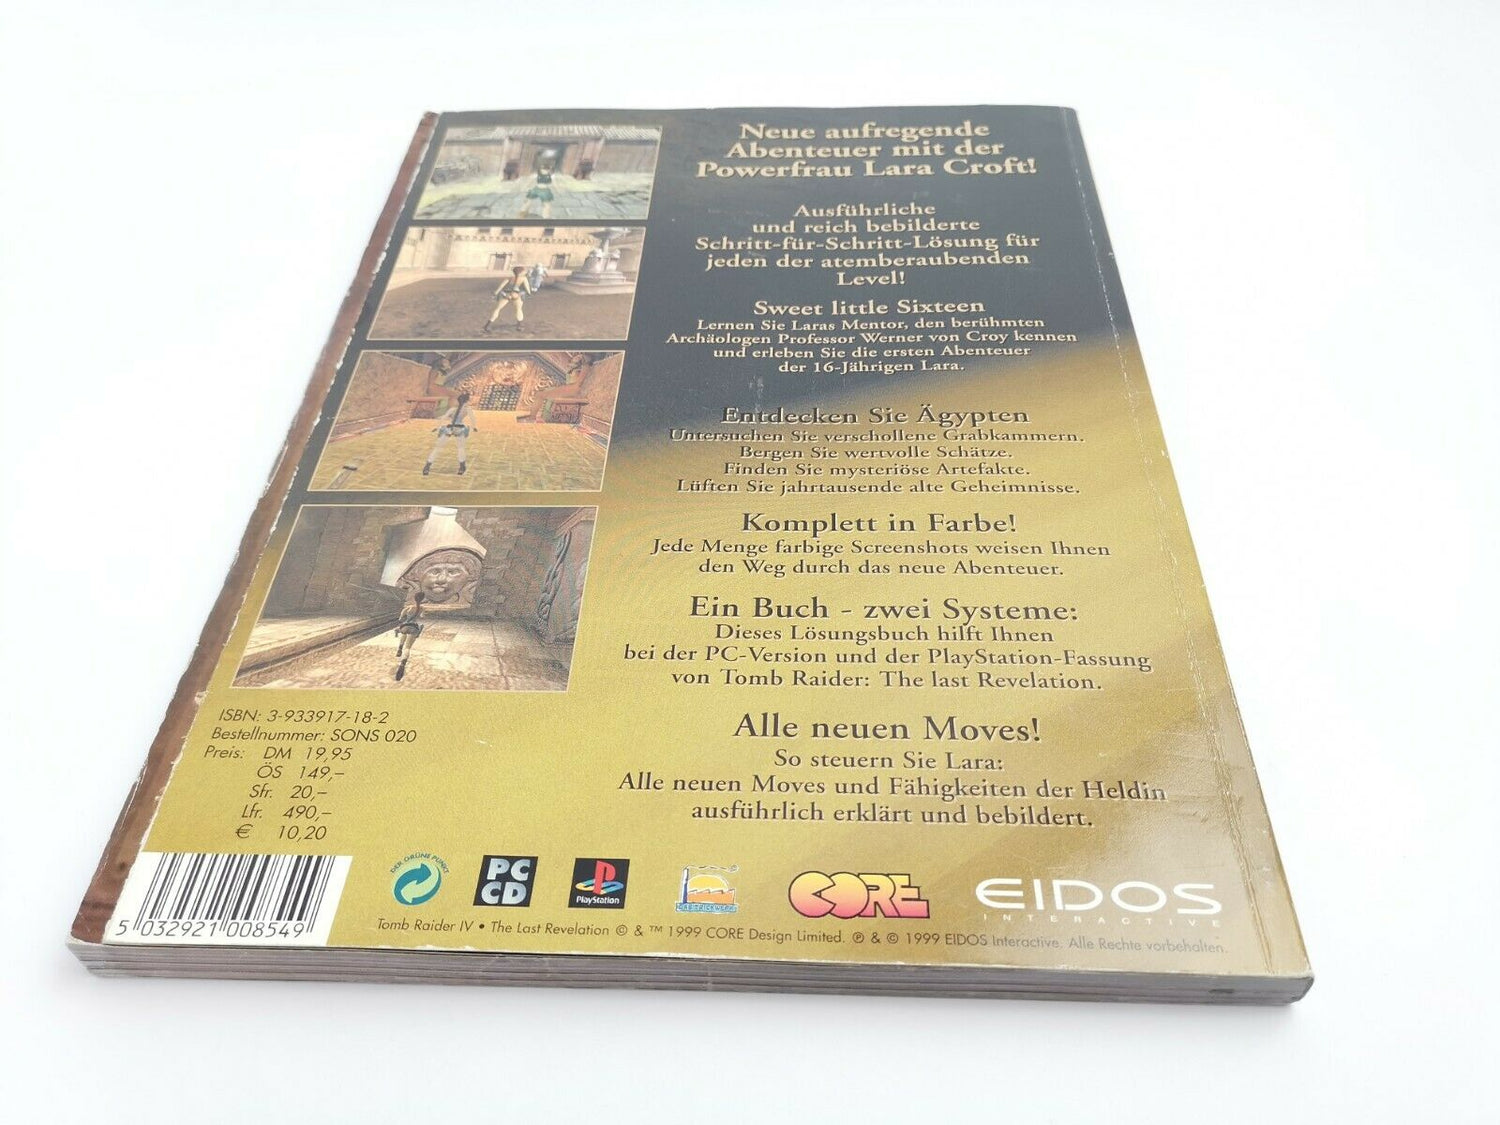 Neue aufregende
Abenteuer mit der
Powerfrau Lara Croft!
Ausführliche
und reich bebilderte
Schritt-für-Schritt-Lösung für
jeden der atemberaubenden
Level!
Sweet little Sixteen
Lernen Sie Laras Mentor, den berühmten
Archäologen Professor Werner von Croy kennen
und erleben Sie die ersten Abenteuer
der 16-Jährigen Lara.
Entdecken Sie Ägypten
Untersuchen Sie verschollene Grabkammern.
Bergen Sie wertvolle Schätze.
Finden Sie mysteriöse Artefakte.
Lüften Sie jahrtausende alte Geheimnisse.
Komplett in Farbe!
Jede Menge farbige Screenshots weisen Ihnen
den Weg durch das neue Abenteuer.
Ein Buch - zwei Systeme:
Dieses Lösungsbuch hilft Ihnen
bei der PC-Version und der PlayStation-Fassung
von Tomb Raider: The last Revelation.
Alle neuen Moves!
So steuern Sie Lara:
Alle neuen Moves und Fähigkeiten der Heldin
ausführlich erklärt und bebildert.
ISBN: 3-933917-18-2
Bestellnummer: SONS 020
Preis: DM 19,95
ÖS 149,–
Sfr. 20,–
Lfr. 490,–
€ 10,20
5 032921 008549
DER GRÜNE PUNKT
PC
CD
PlayStation
CORE
EIDOS
INTERACTIVE
Tomb Raider IV • The Last Revelation © & ™ 1999 CORE Design Limited. ℗ & © 1999 EIDOS Interactive. Alle Rechte vorbehalten.